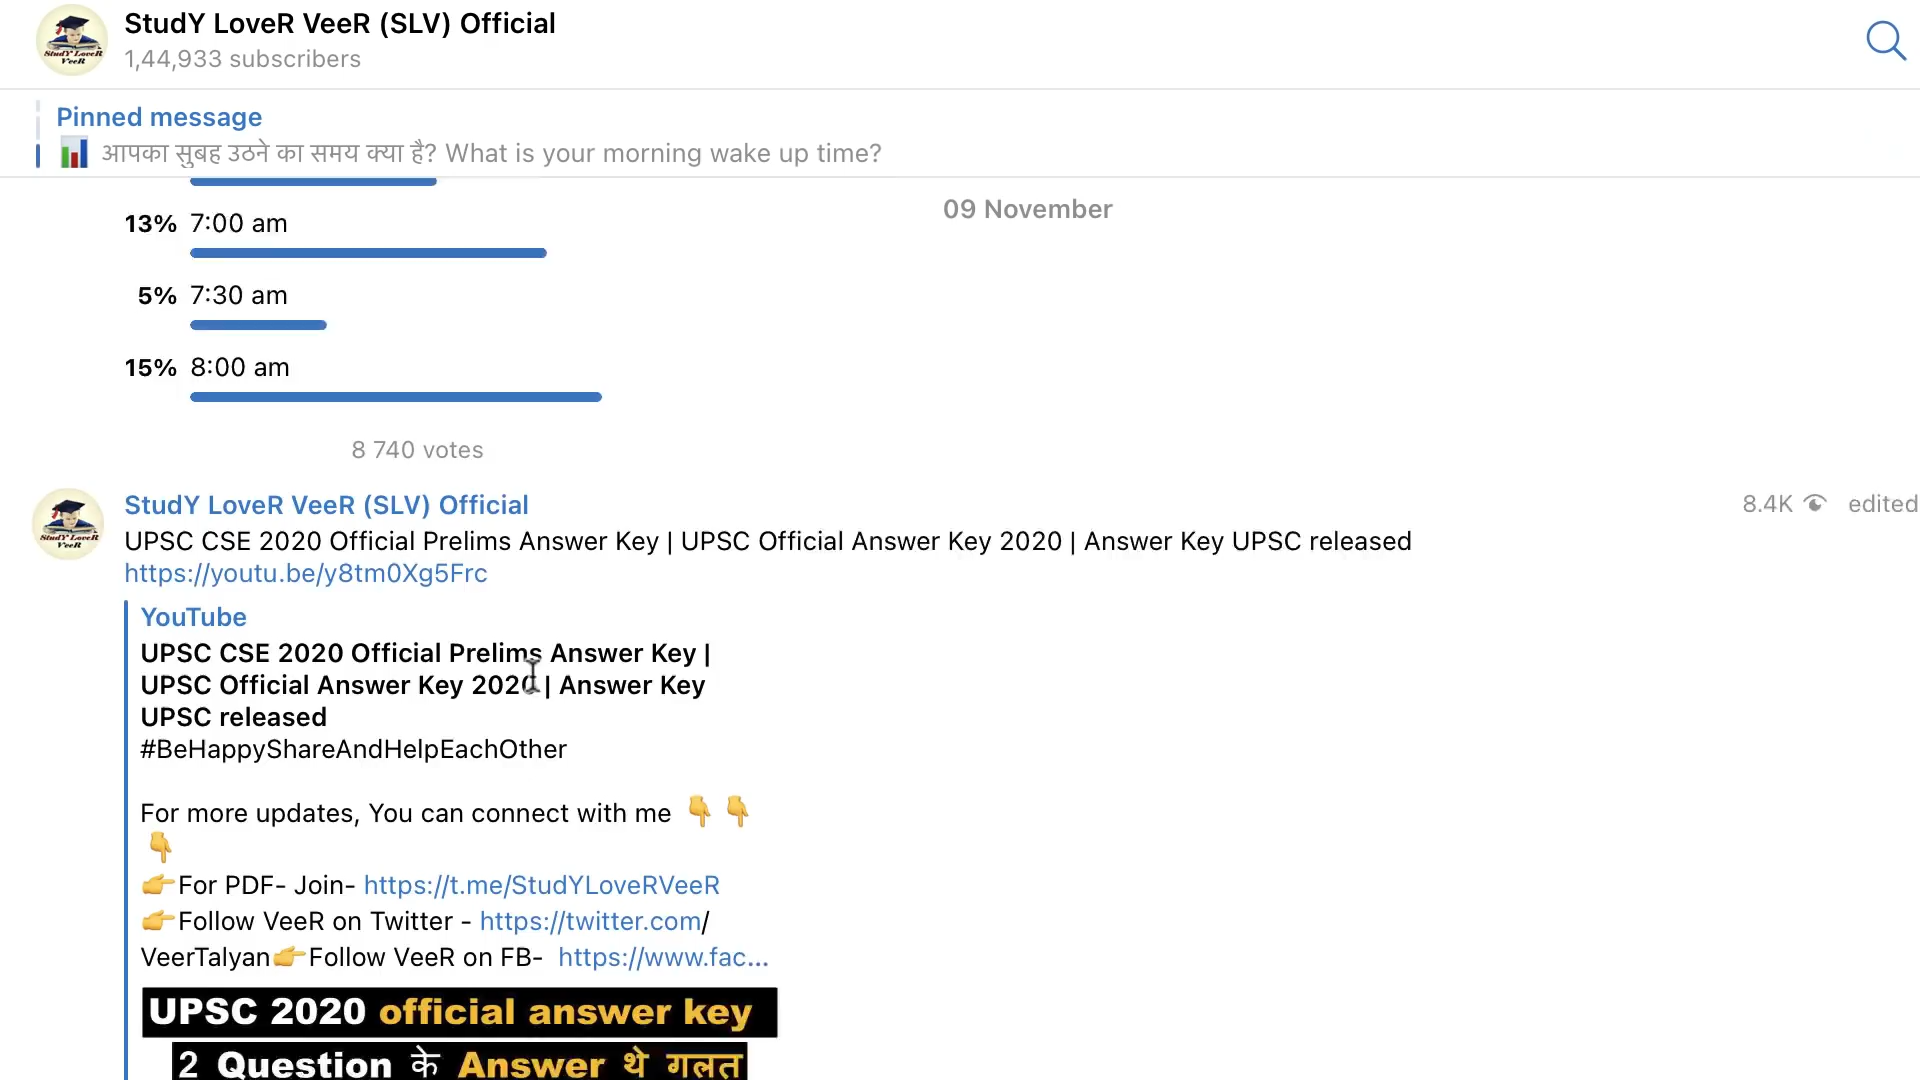 StudY LoveR VeeR (SLV) Official
1,44,933 subscribers
Pinned message
आपका सुबह उठने का समय क्या है? What is your morning wake up time?
09 November
13% 7:00 am
5% 7:30 am
15% 8:00 am
8 740 votes
StudY LoveR VeeR (SLV) Official
8.4K edited
UPSC CSE 2020 Official Prelims Answer Key | UPSC Official Answer Key 2020 | Answer Key UPSC released
https://youtu.be/y8tm0Xg5Frc
YouTube
UPSC CSE 2020 Official Prelims Answer Key |
UPSC Official Answer Key 2020 | Answer Key
UPSC released
#BeHappyShareAndHelpEachOther
For more updates, You can connect with me 👇 👇
👇
👉For PDF- Join- https://t.me/StudYLoveRVeeR
👉Follow VeeR on Twitter - https://twitter.com/
VeerTalyan👉Follow VeeR on FB- https://www.fac...
UPSC 2020 official answer key
2 Question के Answer थे गलत